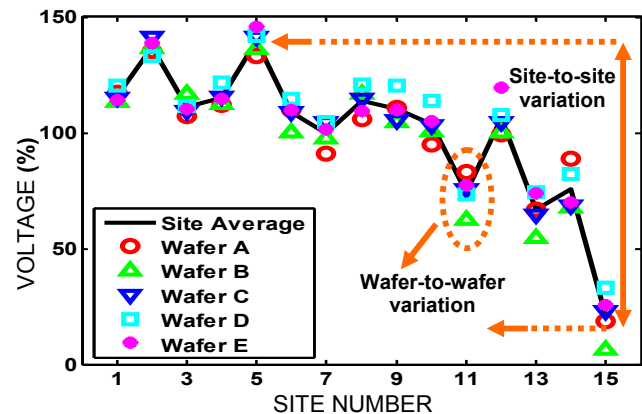 150
100
50
0
VOLTAGE (%)
Site-to-site
variation
Wafer-to-wafer
variation
Site Average
Wafer A
Wafer B
Wafer C
Wafer D
Wafer E
1 3 5 7 9 11 13 15
SITE NUMBER